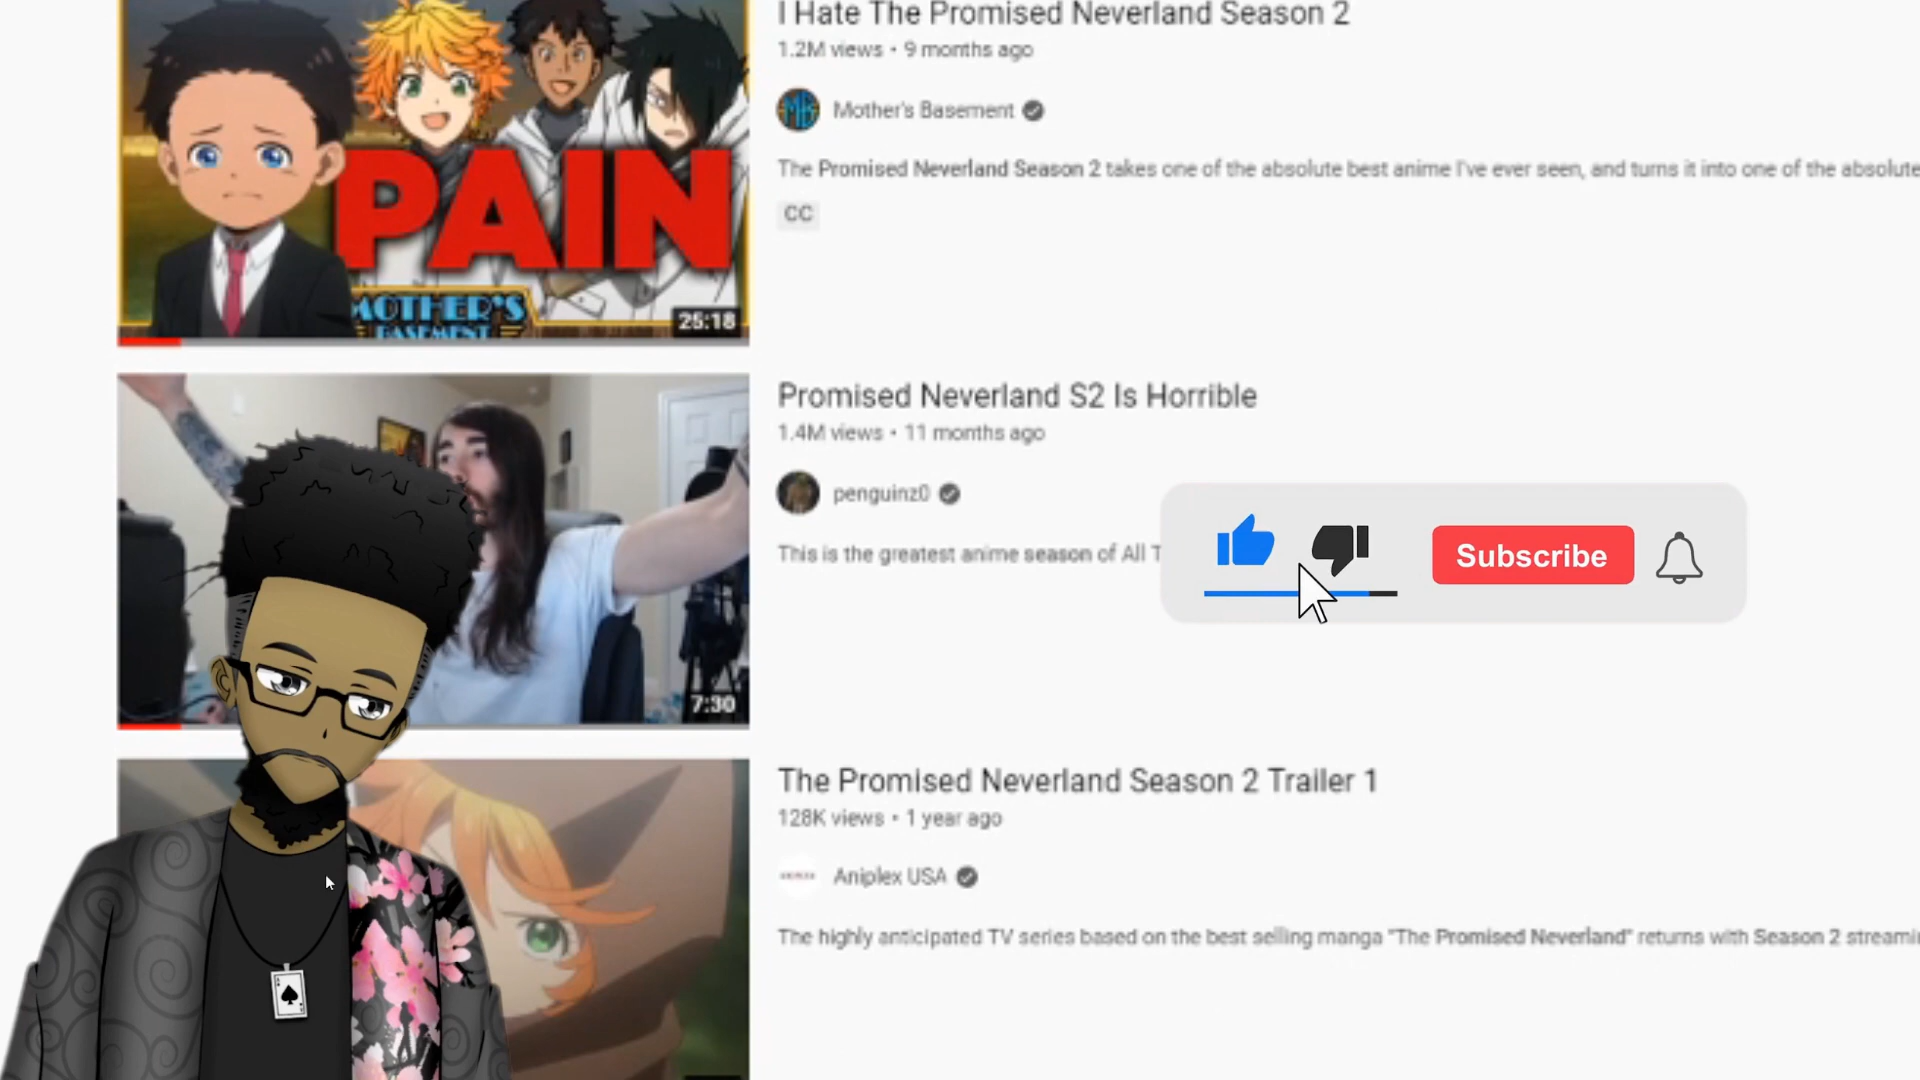 I Hate The Promised Neverland Season 2
1.2M views • 9 months ago
Mother's Basement
The Promised Neverland Season 2 takes one of the absolute best anime I've ever seen, and turns it into one of the absolute
CC
PAIN
MOTHER'S
BASEMENT
25:18
Promised Neverland S2 Is Horrible
1.4M views • 11 months ago
penguinz0
This is the greatest anime season of All T
7:30
Subscribe
The Promised Neverland Season 2 Trailer 1
128K views • 1 year ago
Aniplex USA
The highly anticipated TV series based on the best selling manga "The Promised Neverland" returns with Season 2 streami